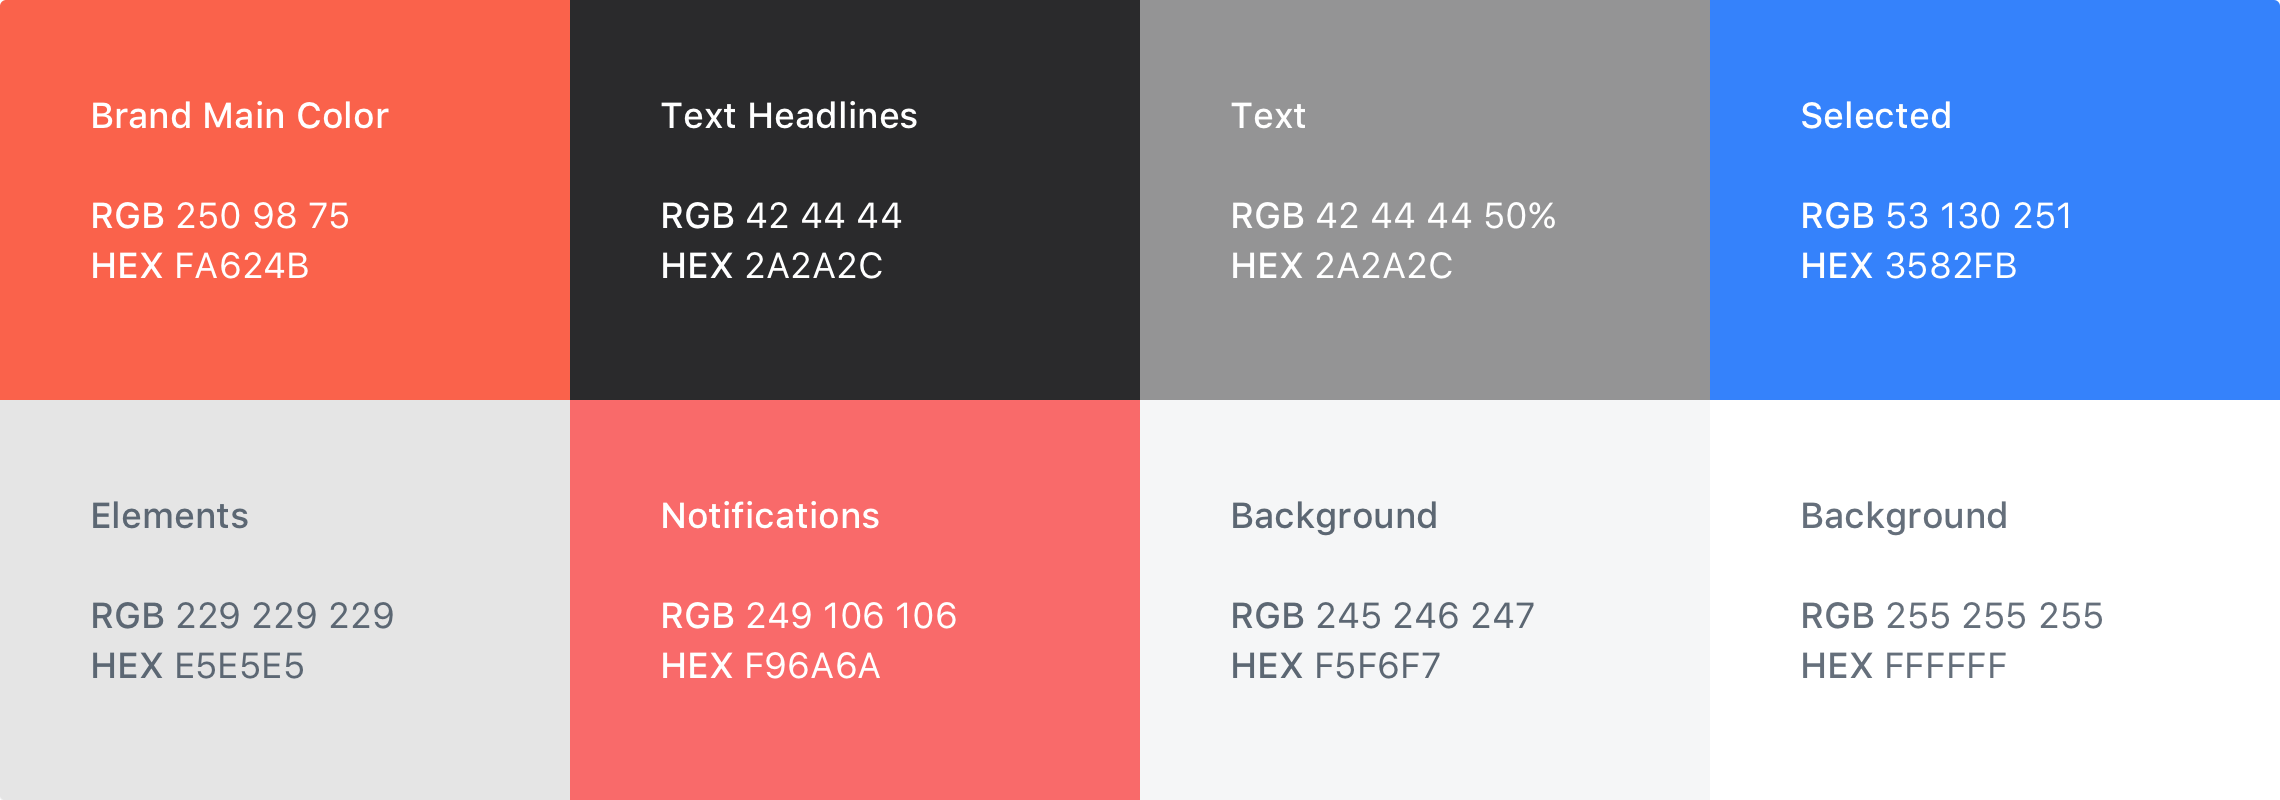 Brand Main Color
RGB 250 98 75
HEX FA624B
Text Headlines
RGB 42 44 44
HEX 2A2A2C
Text
RGB 42 44 44 50%
HEX 2A2A2C
Selected
RGB 53 130 251
HEX 3582FB
Elements
RGB 229 229 229
HEX E5E5E5
Notifications
RGB 249 106 106
HEX F96A6A
Background
RGB 245 246 247
HEX F5F6F7
Background
RGB 255 255 255
HEX FFFFFF